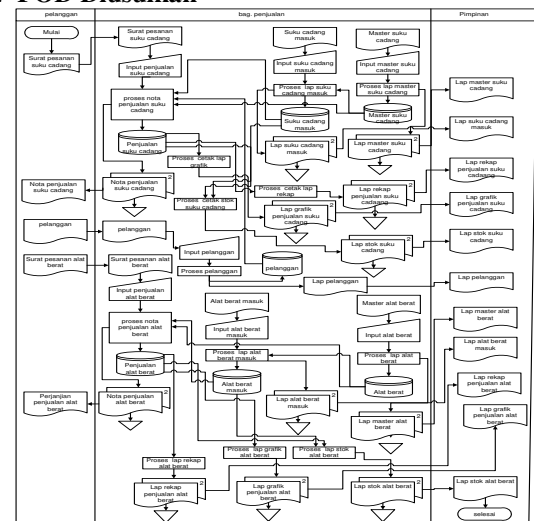 FOD Diusulkan
pelanggan
bag. penjualan
Pimpinan
Mulai
Surat pesanan
suku cadang
Surat pesanan
suku cadang
Input penjualan
suku cadang
proses nota
penjualan suku
cadang
Penjualan
suku cadang
Nota penjualan
suku cadang
2
Nota penjualan
suku cadang
Suku cadang
masuk
Input suku cadang
masuk
Proses lap suku
cadang masuk
Suku cadang
masuk
Lap suku cadang
masuk
2
Master suku
cadang
Input master suku
cadang
Proses lap master
suku cadang
Master suku
cadang
Lap master suku
cadang
2
Lap master suku
cadang
Lap suku cadang
masuk
Lap rekap
penjualan suku
cadang
Lap grafik
penjualan suku
cadang
Lap stok suku
cadang
Proses cetak lap
grafik
Proses cetak lap
rekap
Proses cetak stok
suku cadang
Lap rekap
penjualan suku
cadang
2
Lap grafik
penjualan suku
cadang
2
Lap stok suku
cadang
2
pelanggan
pelanggan
Input pelanggan
Proses pelanggan
pelanggan
Lap pelanggan
Lap pelanggan
Surat pesanan alat
berat
Surat pesanan alat
berat
Input penjualan
alat berat
proses nota
penjualan alat
berat
Penjualan
alat berat
Nota penjualan
alat berat
2
Perjanjian
penjualan alat
berat
Alat berat masuk
Input alat berat
masuk
Proses lap alat
berat masuk
Alat berat
masuk
Lap alat berat
masuk
2
Master alat berat
Input alat berat
Proses lap alat
berat
Alat berat
Lap master alat
berat
2
Lap master alat
berat
Lap alat berat
masuk
Lap rekap
penjualan alat
berat
Lap grafik
penjualan alat
berat
Proses lap rekap
alat berat
Proses lap grafik
alat berat
Proses lap stok
alat berat
Lap rekap
penjualan alat
berat
2
Lap grafik
penjualan alat
berat
2
Lap stok alat berat
2
Lap stok alat berat
selesai